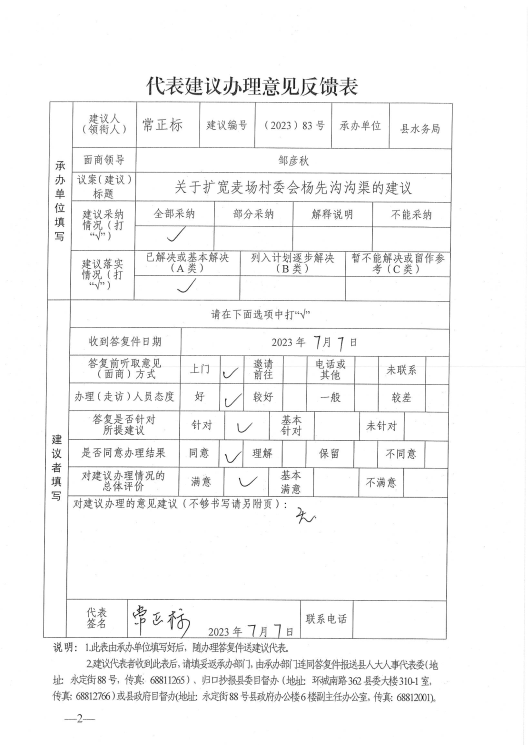 代表建议办理意见反馈表
承办单位填写
建议人（领衔人） 常正标 建议编号 （2023）83号 承办单位 县水务局
面商领导 邹彦秋
议案（建议）标题 关于扩宽麦场村委会杨先沟沟渠的建议
建议采纳情况（打“√”） 全部采纳 部分采纳 解释说明 不能采纳
√
建议落实情况（打“√”） 已解决或基本解决（A类） 列入计划逐步解决（B类） 暂不能解决或留作参考（C类）
√
建议者填写
请在下面选项中打“√”
收到答复件日期 2023年7月7日
答复前听取意见（面商）方式 上门 √ 邀请前往 电话或其他 未联系
办理（走访）人员态度 好 √ 较好 一般 较差
答复是否针对所提建议 针对 √ 基本针对 未针对
是否同意办理结果 同意 √ 理解 保留 不同意
对建议办理情况的总体评价 满意 √ 基本满意 不满意
对建议办理的意见建议（不够书写请另附页）：
无
代表签名 常正标 2023年7月7日 联系电话
说明：1.此表由承办单位填写好后，随办理答复件送建议代表。
2.建议代表者收到此表后，请填妥返承办部门，由承办部门连同答复件报送县人大人事代表委（地
址：永定街88号，传真：68811265）、归口抄报县委目督办（地址：环城南路362县委大楼310-1室，
传真：68812766）或县政府目督办（地址：永定街88号县政府办公楼6楼副主任办公室，传真：68812001）。
—2—